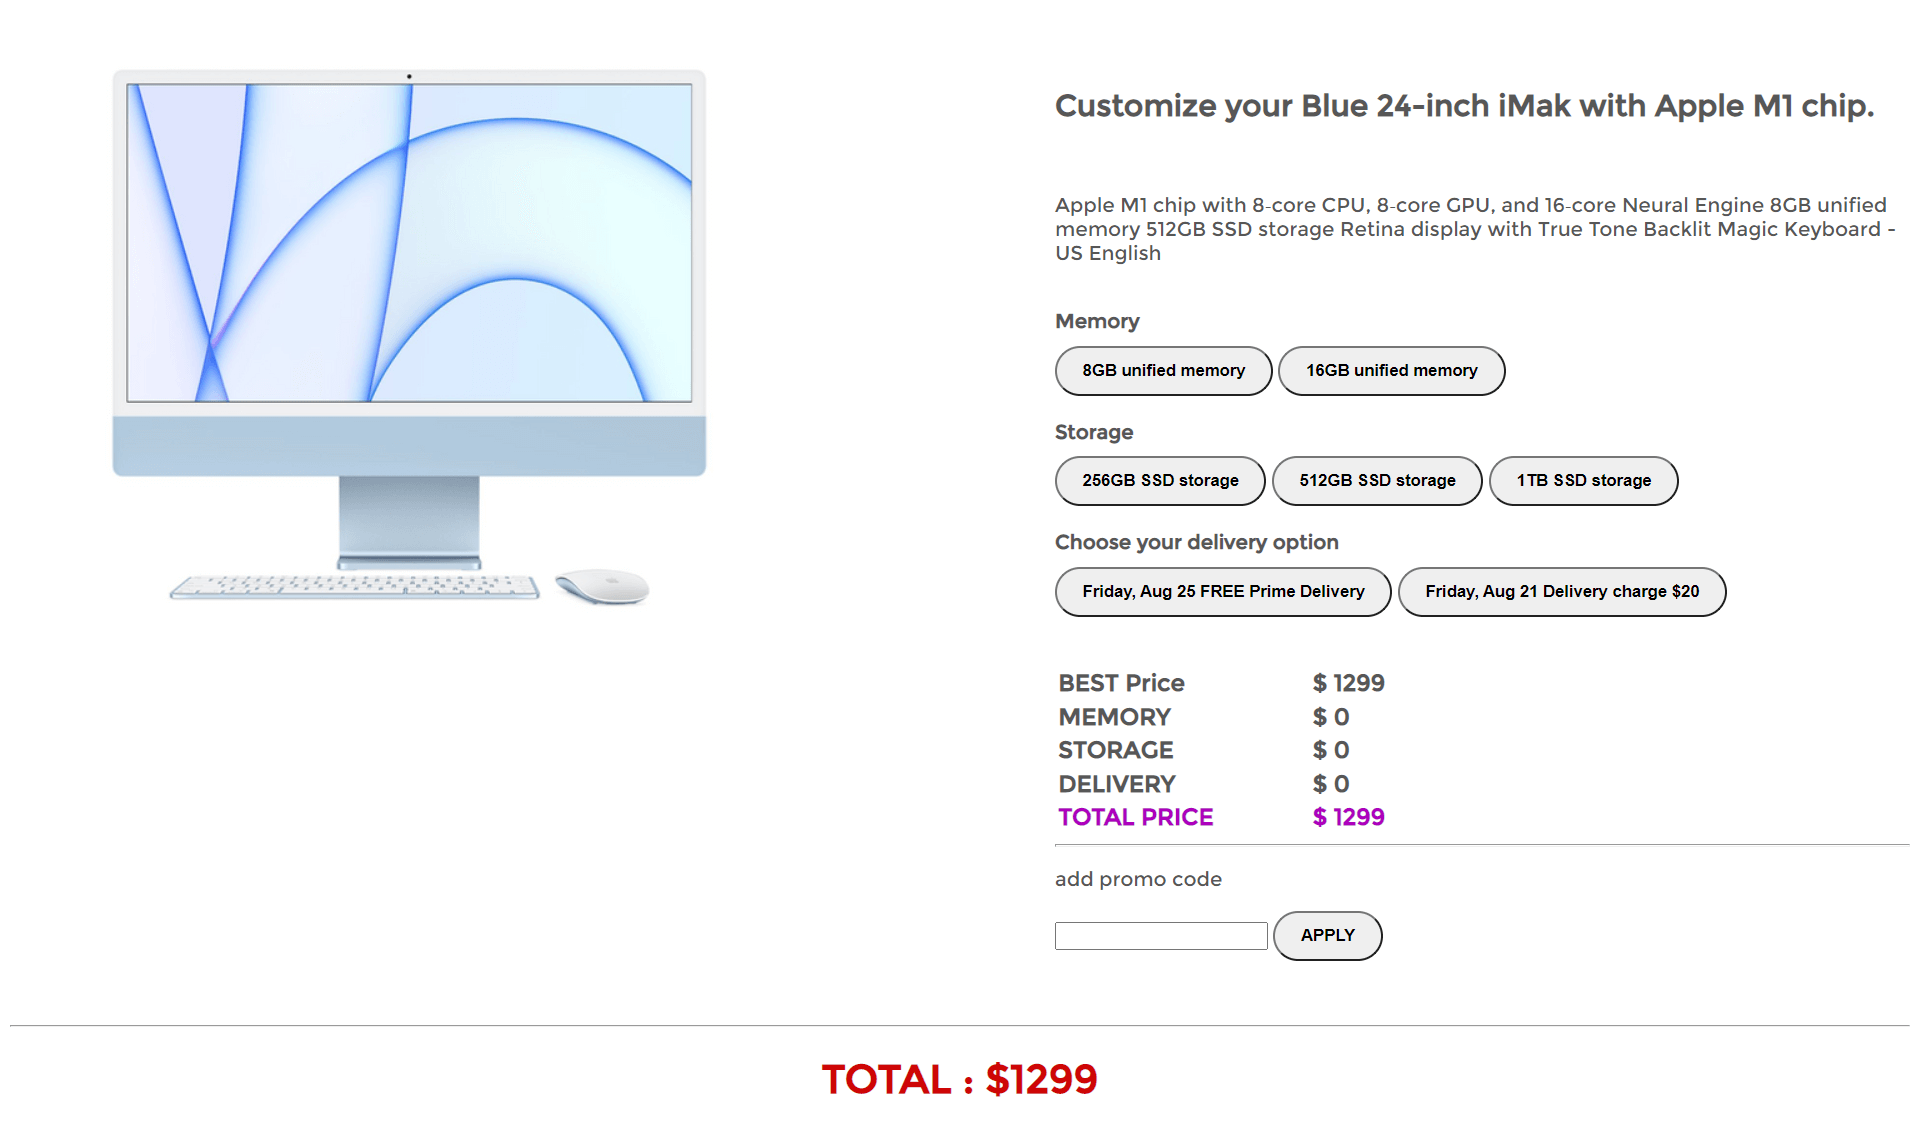 Customize your Blue 24-inch iMak with Apple M1 chip.
Apple M1 chip with 8-core CPU, 8-core GPU, and 16-core Neural Engine 8GB unified
memory 512GB SSD storage Retina display with True Tone Backlit Magic Keyboard -
US English
Memory
8GB unified memory 16GB unified memory
Storage
256GB SSD storage 512GB SSD storage 1TB SSD storage
Choose your delivery option
Friday, Aug 25 FREE Prime Delivery Friday, Aug 21 Delivery charge $20
BEST Price $ 1299
MEMORY $ 0
STORAGE $ 0
DELIVERY $ 0
TOTAL PRICE $ 1299
add promo code
APPLY
TOTAL : $1299